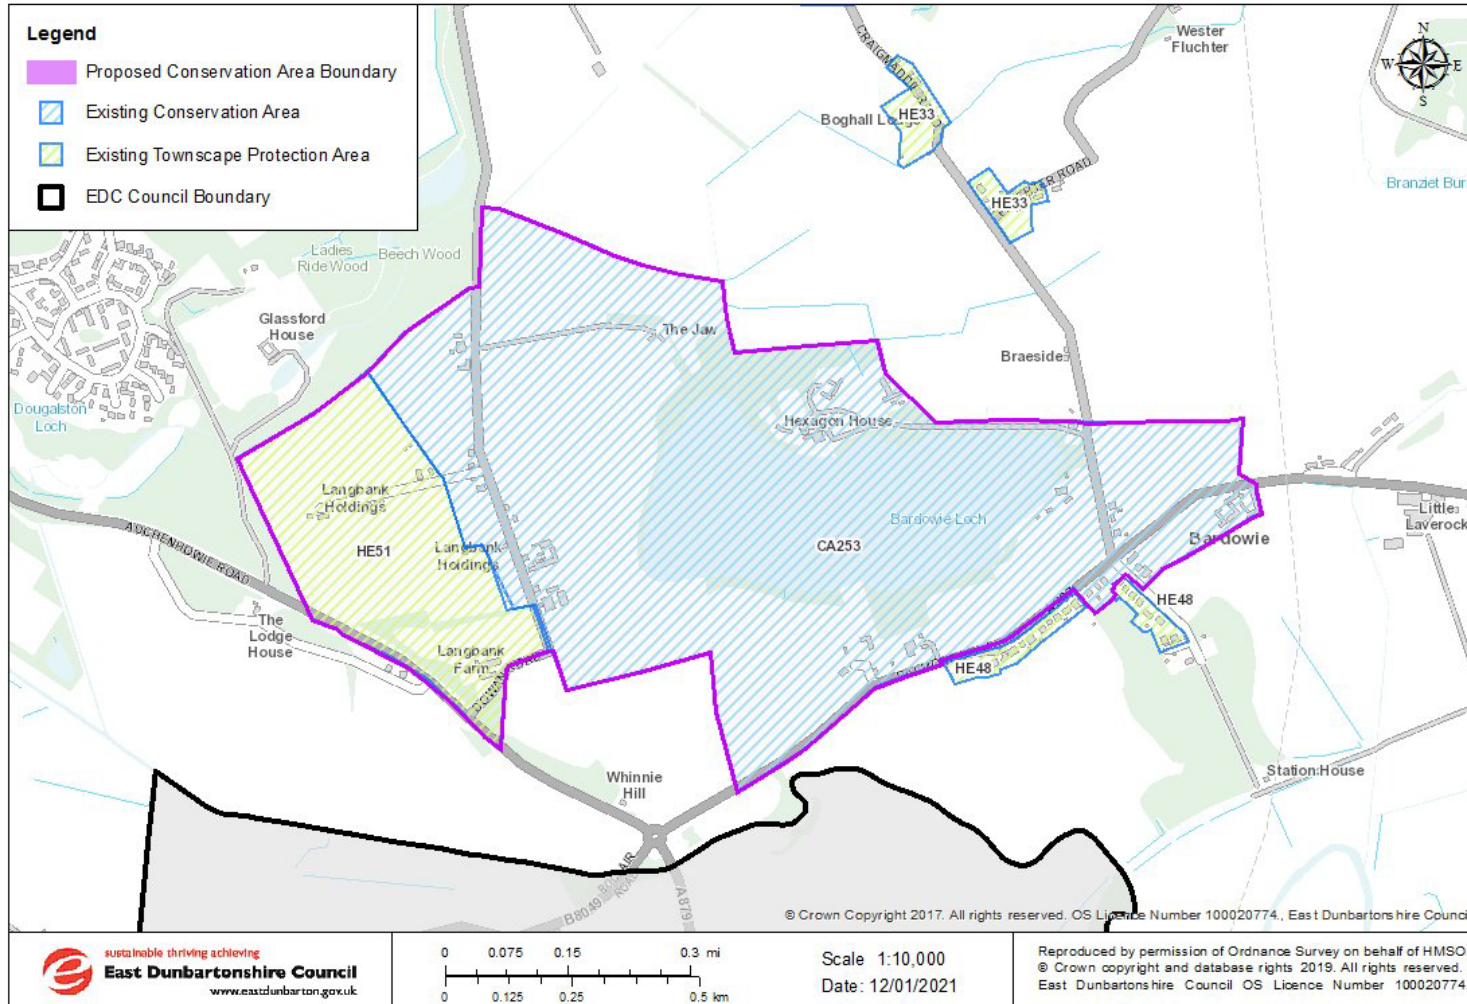 Legend
Proposed Conservation Area Boundary
Existing Conservation Area
Existing Townscape Protection Area
EDC Council Boundary
Wester
Fluchter
N
W
E
S
HE33
Boghall
Branziet Bur
HE33
ROAD
Ladies
Ride Wood
Beech Wood
Glassford
House
The Jaw
Braeside
Dougalston
Loch
Hexagon House
Langbank
Holdings
Bardowie Loch
Little
Laverock
HE51
Langbank
Holdings
CA253
Bardowie
AUCHENHOWIE ROAD
HE48
The
Lodge
House
Langbank
Farm
HE48
Whinnie
Hill
Station House
B8049
A879
© Crown Copyright 2017. All rights reserved. OS Licence Number 100020774., East Dunbartonshire Counci
sustainable thriving achieving
East Dunbartonshire Council
www.eastdunbarton.gov.uk
0 0.075 0.15 0.3 mi
0 0.125 0.25 0.5 km
Scale 1:10,000
Date: 12/01/2021
Reproduced by permission of Ordnance Survey on behalf of HMSO
© Crown copyright and database rights 2019. All rights reserved.
East Dunbartonshire Council OS Licence Number 100020774